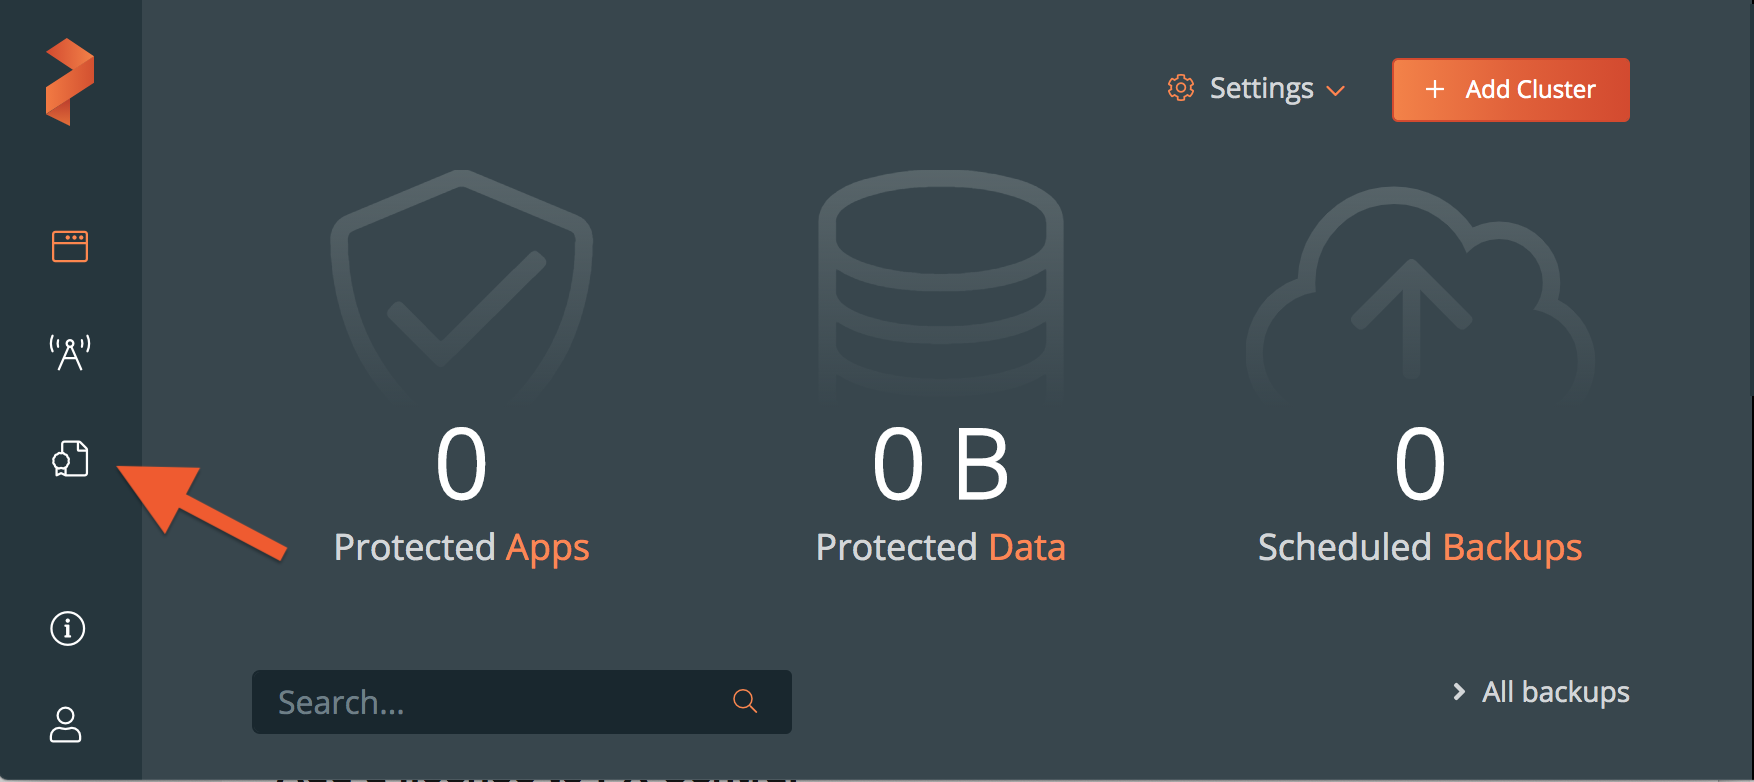 Settings
+ Add Cluster
0
Protected Apps
0 B
Protected Data
0
Scheduled Backups
Search...
All backups